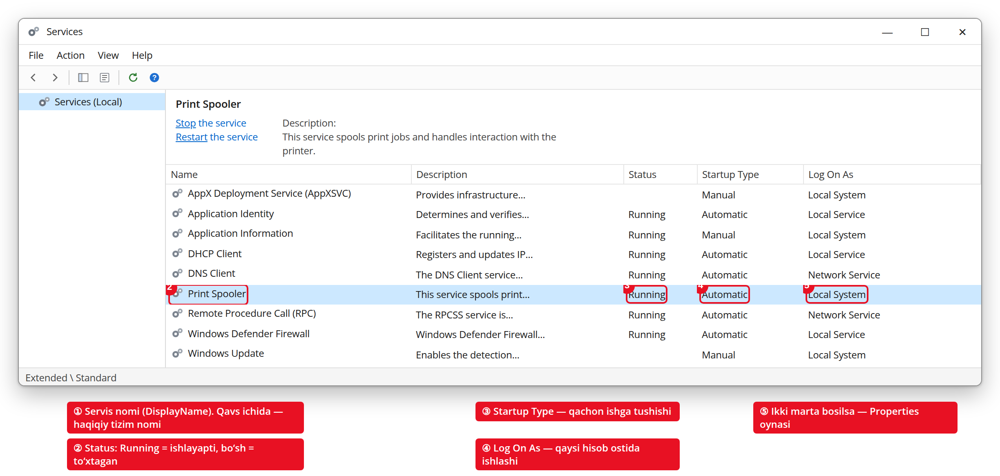 Services
File Action View Help
Services (Local)
Print Spooler
Stop the service
Restart the service
Description:
This service spools print jobs and handles interaction with the
printer.
Name Description Status Startup Type Log On As
AppX Deployment Service (AppXSVC) Provides infrastructure... Manual Local System
Application Identity Determines and verifies... Running Automatic Local Service
Application Information Facilitates the running... Running Manual Local System
DHCP Client Registers and updates IP... Running Automatic Local Service
DNS Client The DNS Client service... Running Automatic Network Service
2 Print Spooler This service spools print... 3 Running 4 Automatic 5 Local System
Remote Procedure Call (RPC) The RPCSS service is... Running Automatic Network Service
Windows Defender Firewall Windows Defender Firewall... Running Automatic Local Service
Windows Update Enables the detection... Manual Local System
Extended \ Standard
① Servis nomi (DisplayName). Qavs ichida —
haqiqiy tizim nomi
② Status: Running = ishlayapti, boʻsh =
toʻxtagan
③ Startup Type — qachon ishga tushishi
④ Log On As — qaysi hisob ostida
ishlashi
⑤ Ikki marta bosilsa — Properties
oynasi